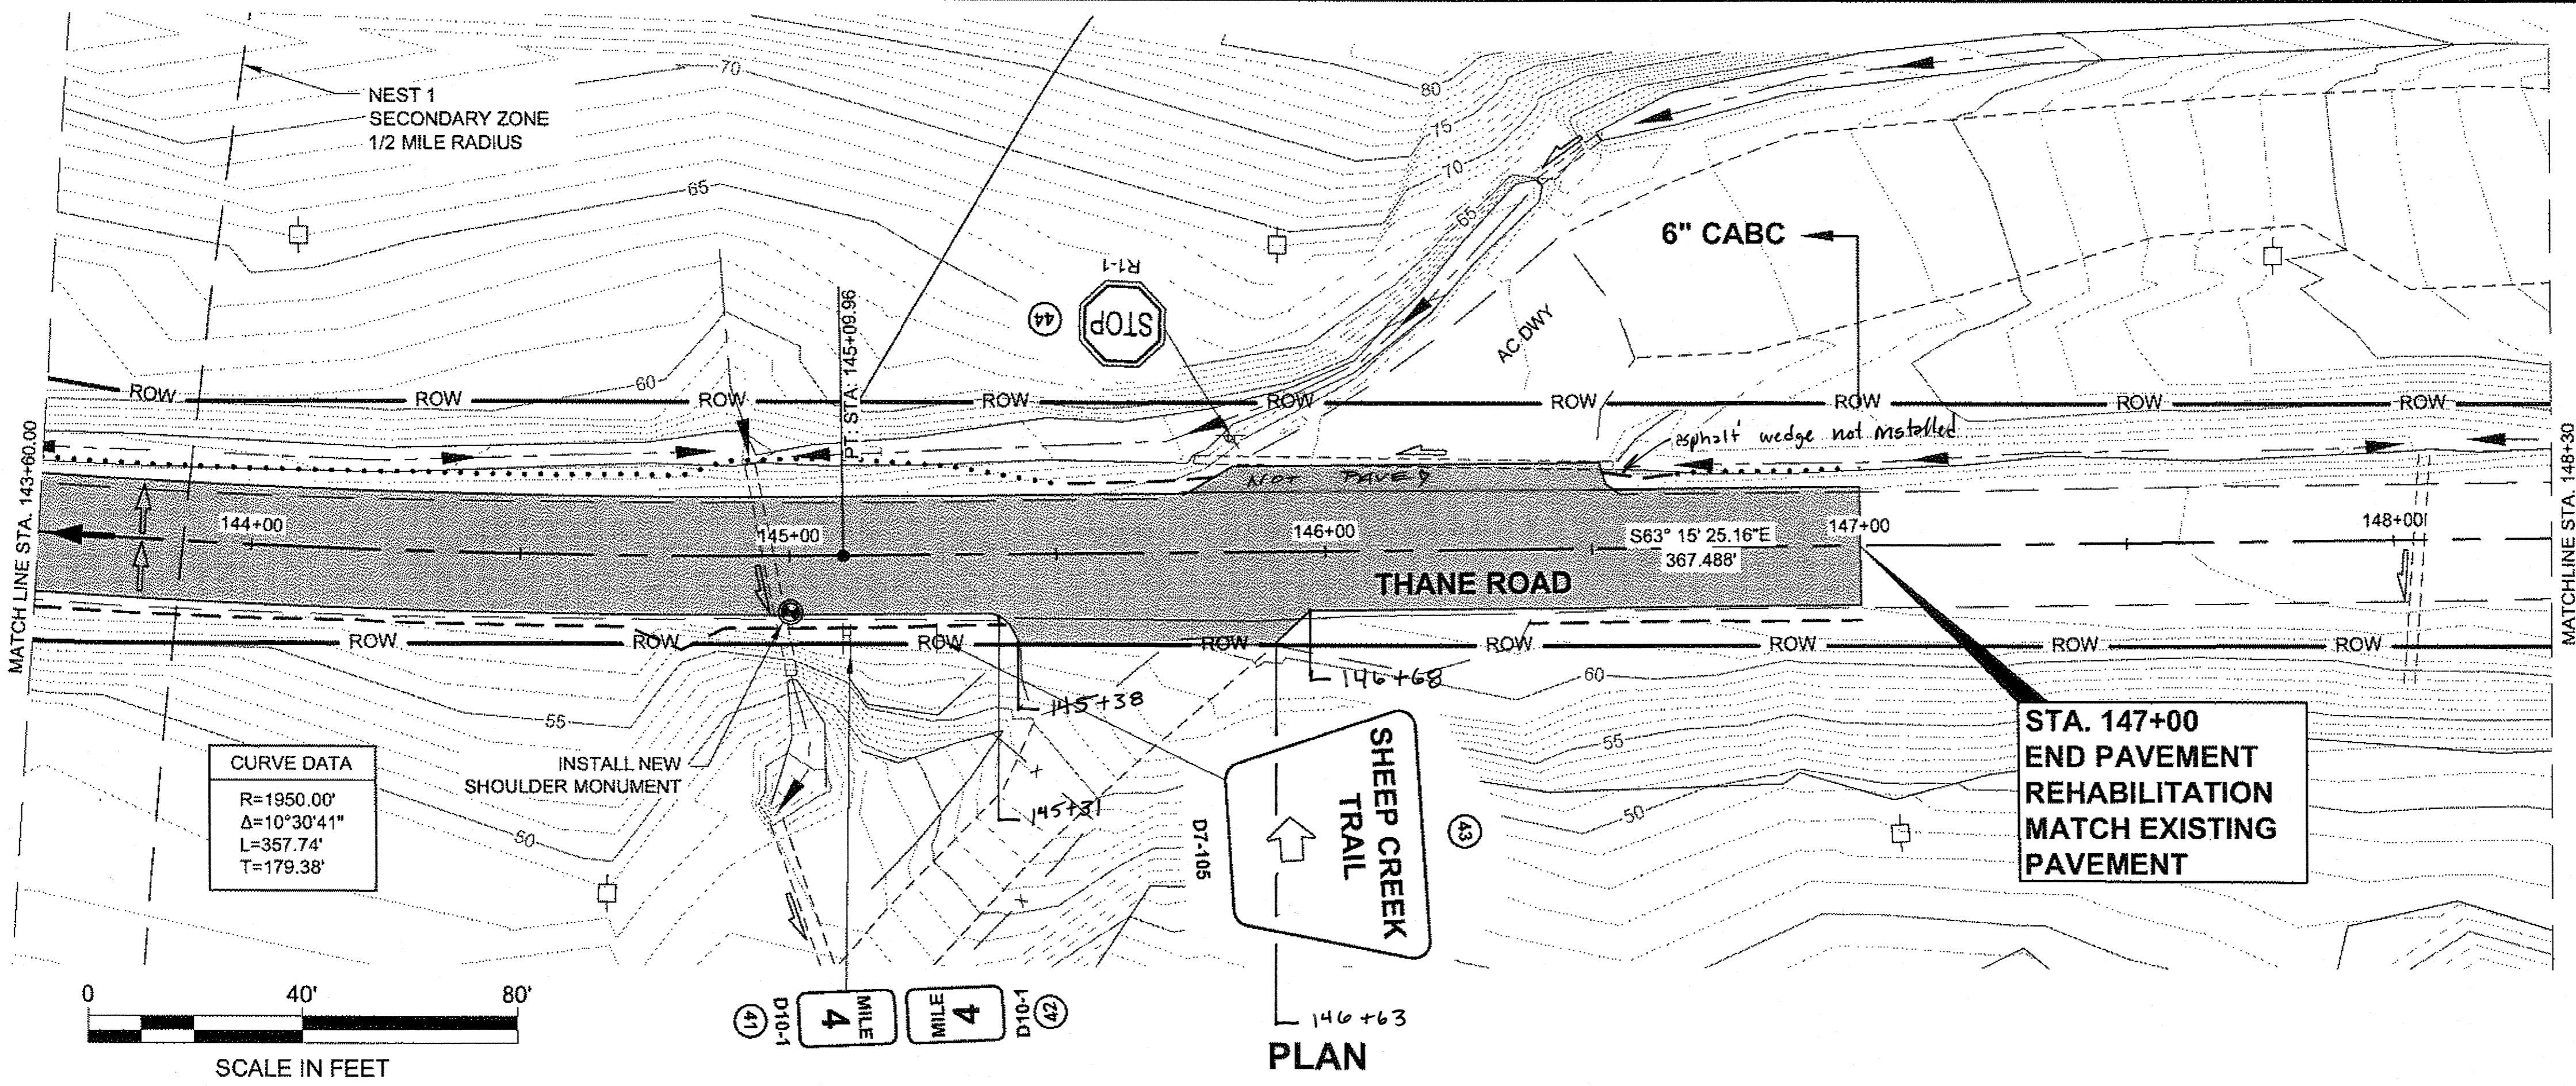 NEST 1
SECONDARY ZONE
1/2 MILE RADIUS
70
65
60
80
75
70
65
R1-1
STOP
44
PT: STA: 145+09.96
6" CABC
AC DWY
ROW ROW ROW ROW ROW ROW ROW ROW ROW
asphalt wedge not installed
NOT PAVED
MATCH LINE STA. 143+60.00
MATCHLINE STA. 148+30
144+00
145+00
146+00
147+00
148+00
S63° 15' 25.16"E
367.488'
THANE ROAD
ROW ROW ROW ROW ROW ROW ROW ROW
146+68
145+38
145+31
146+63
60
55
50
55
50
INSTALL NEW
SHOULDER MONUMENT
CURVE DATA
R=1950.00'
Δ=10°30'41"
L=357.74'
T=179.38'
SHEEP CREEK
TRAIL
D7-105
43
STA. 147+00
END PAVEMENT
REHABILITATION
MATCH EXISTING
PAVEMENT
0 40' 80'
SCALE IN FEET
41
D10-1
4
MILE
MILE
4
D10-1
42
PLAN